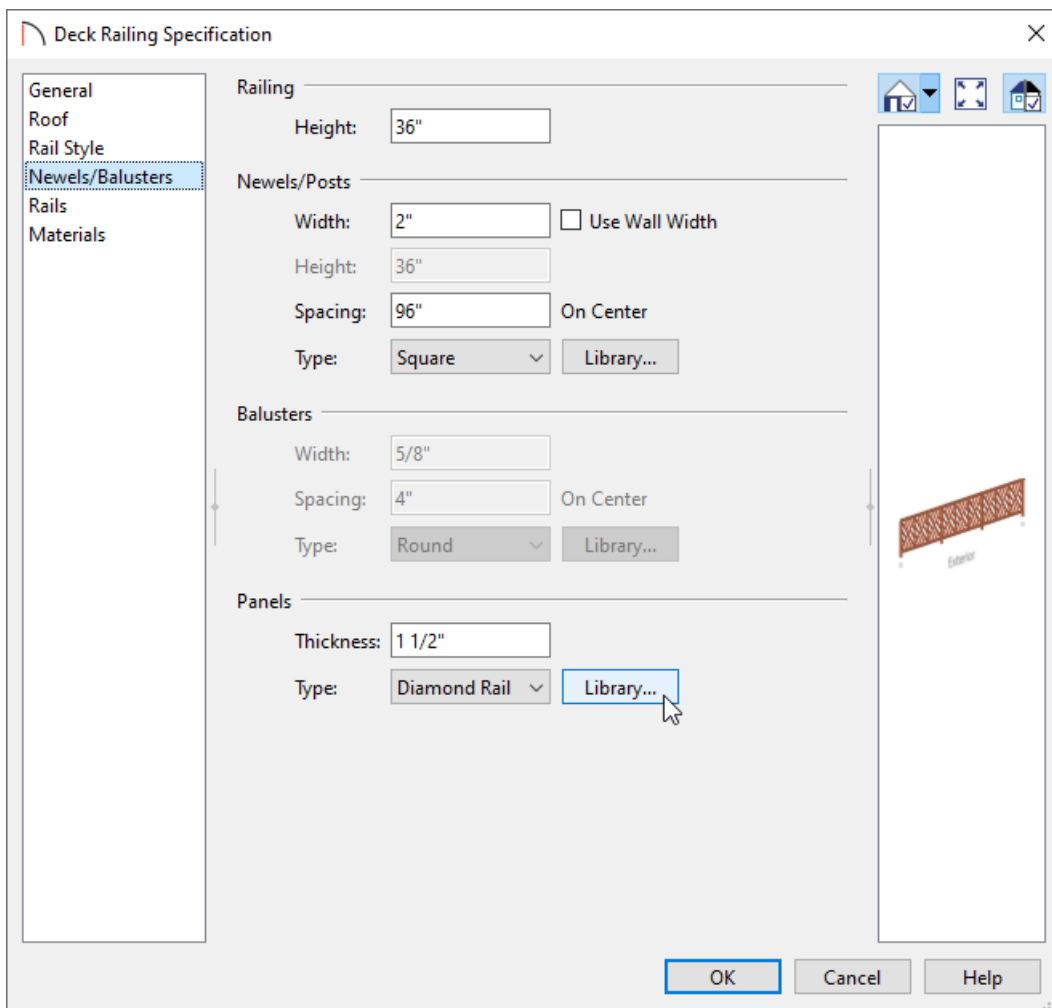 Deck Railing Specification
General
Roof
Rail Style
Newels/Balusters
Rails
Materials
Railing
Height: 36"
Newels/Posts
Width: 2" Use Wall Width
Height: 36"
Spacing: 96" On Center
Type: Square Library...
Balusters
Width: 5/8"
Spacing: 4" On Center
Type: Round Library...
Panels
Thickness: 1 1/2"
Type: Diamond Rail Library...
Exterior
OK Cancel Help